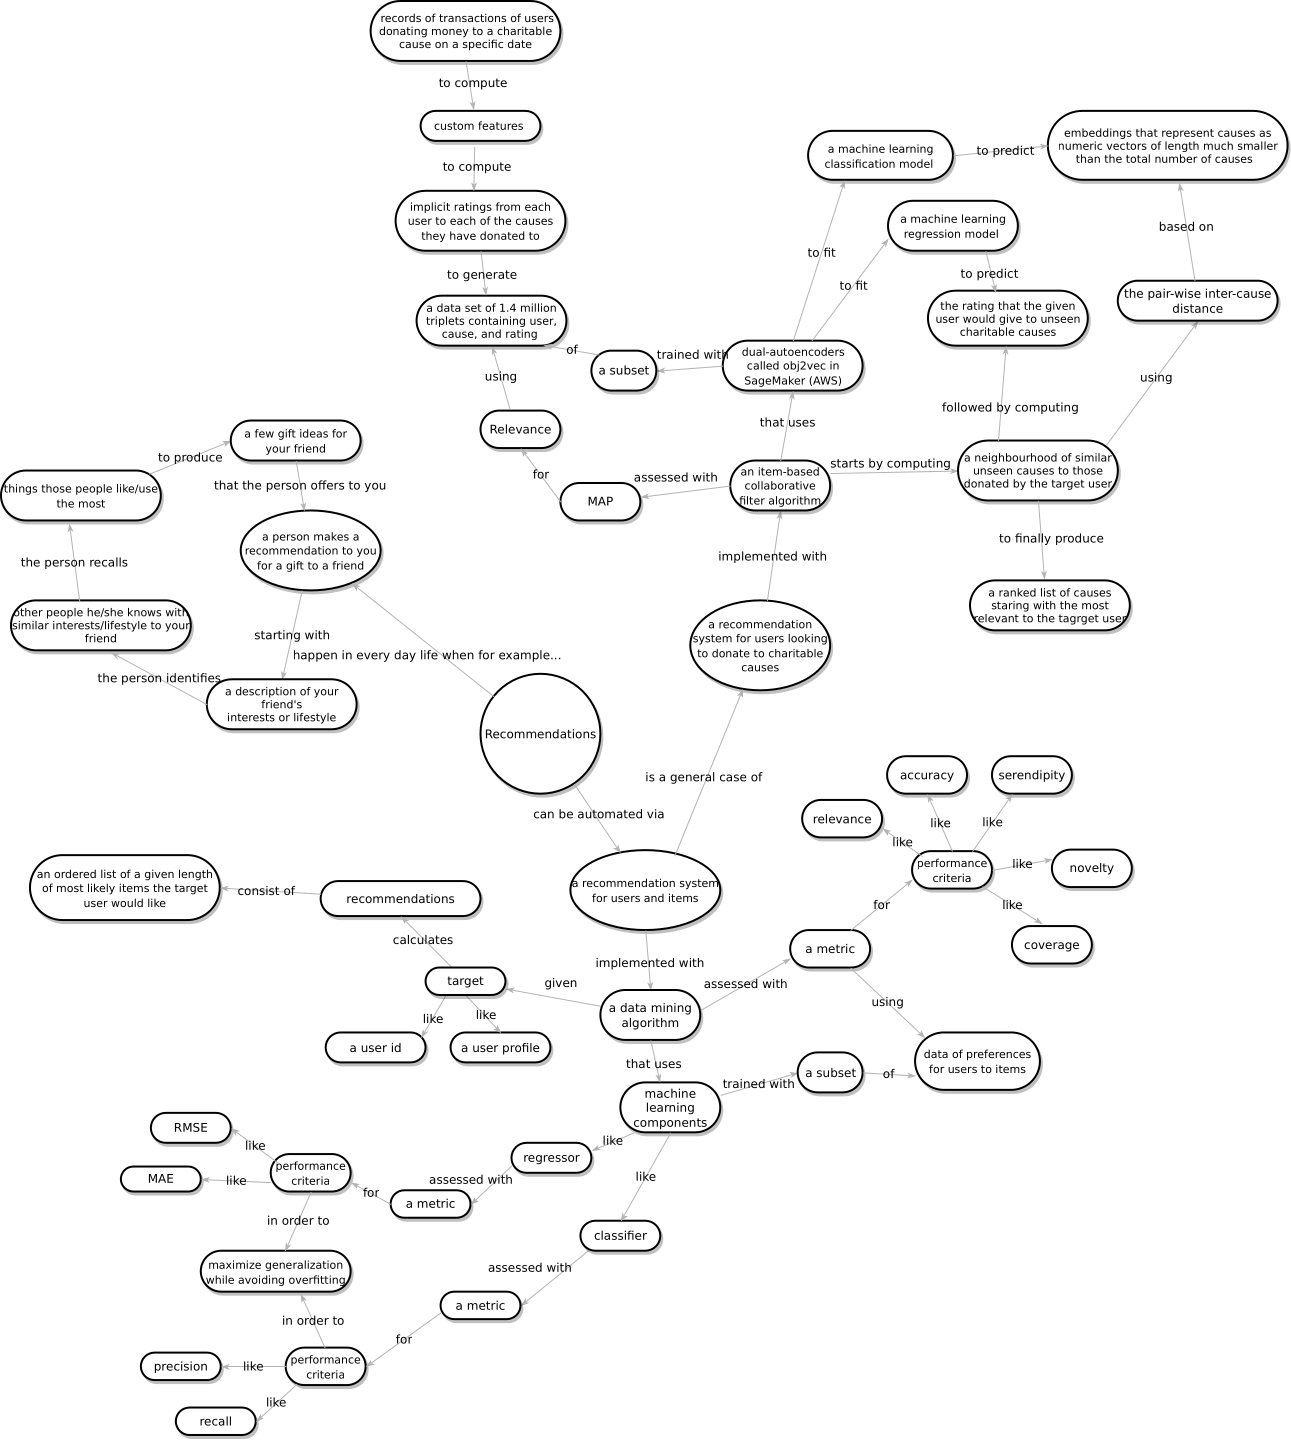 records of transactions of users
donating money to a charitable
cause on a specific date
to compute
custom features
to compute
implicit ratings from each
user to each of the causes
they have donated to
to generate
a data set of 1.4 million
triplets containing user,
cause, and rating
of
a subset
trained with
dual-autoencoders
called obj2vec in
SageMaker (AWS)
to fit
a machine learning
classification model
to predict
embeddings that represent causes as
numeric vectors of length much smaller
than the total number of causes
to fit
a machine learning
regression model
to predict
the rating that the given
user would give to unseen
charitable causes
based on
the pair-wise inter-cause
distance
using
followed by computing
using
Relevance
for
MAP
assessed with
that uses
an item-based
collaborative
filter algorithm
starts by computing
a neighbourhood of similar
unseen causes to those
donated by the target user
to finally produce
a ranked list of causes
staring with the most
relevant to the tagrget user
implemented with
a recommendation
system for users looking
to donate to charitable
causes
a few gift ideas for
your friend
to produce
things those people like/use
the most
that the person offers to you
a person makes a
recommendation to you
for a gift to a friend
the person recalls
other people he/she knows with
similar interests/lifestyle to your
friend
starting with
happen in every day life when for example...
the person identifies
a description of your
friend's
interests or lifestyle
Recommendations
is a general case of
can be automated via
a recommendation system
for users and items
accuracy
serendipity
relevance
like
like
like
performance
criteria
like
novelty
like
coverage
for
a metric
assessed with
using
data of preferences
for users to items
an ordered list of a given length
of most likely items the target
user would like
consist of
recommendations
calculates
target
given
implemented with
a data mining
algorithm
like
like
a user id
a user profile
that uses
machine
learning
components
trained with
a subset
of
like
regressor
assessed with
a metric
for
performance
criteria
like
RMSE
like
MAE
in order to
maximize generalization
while avoiding overfitting
like
classifier
assessed with
a metric
for
in order to
performance
criteria
like
precision
like
recall